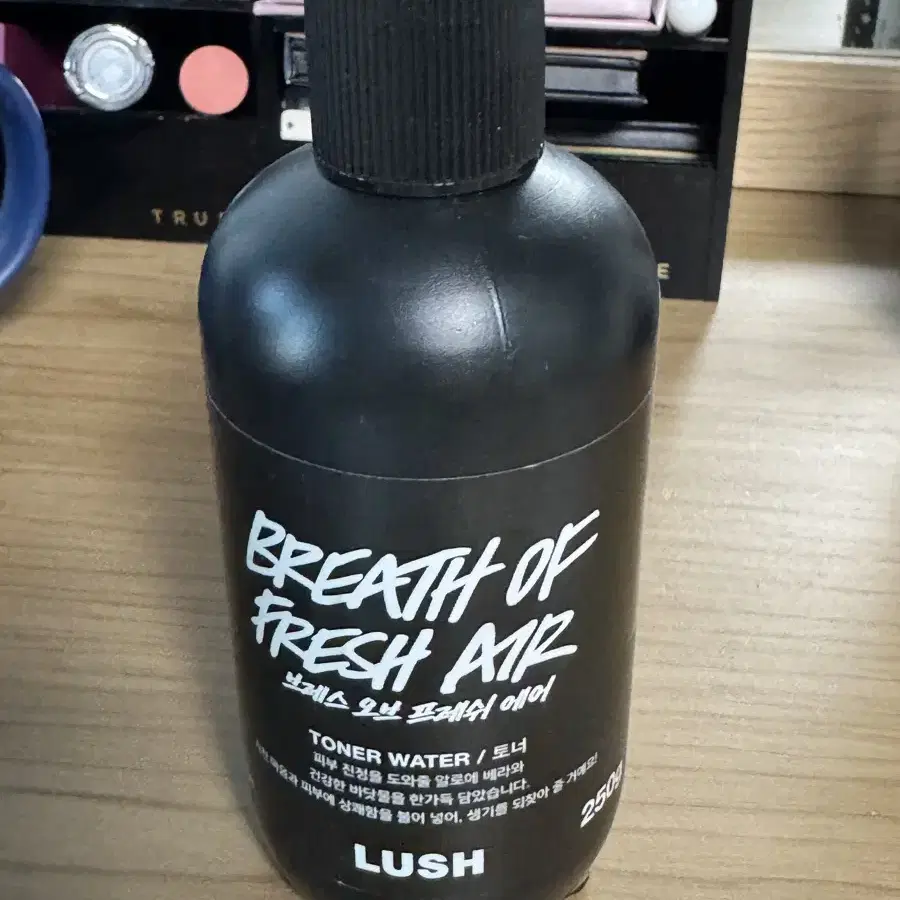 TRU
E
BREATH OF
FRESH AIR
브레스 오브 프레쉬 에어
TONER WATER / 토너
피부 진정을 도와줄 알로에 베라와
건강한 바닷물을 한가득 담았습니다.
마음과 피부에 상쾌함을 불어 넣어, 생기를 되찾아 줄 거예요!
250g
LUSH